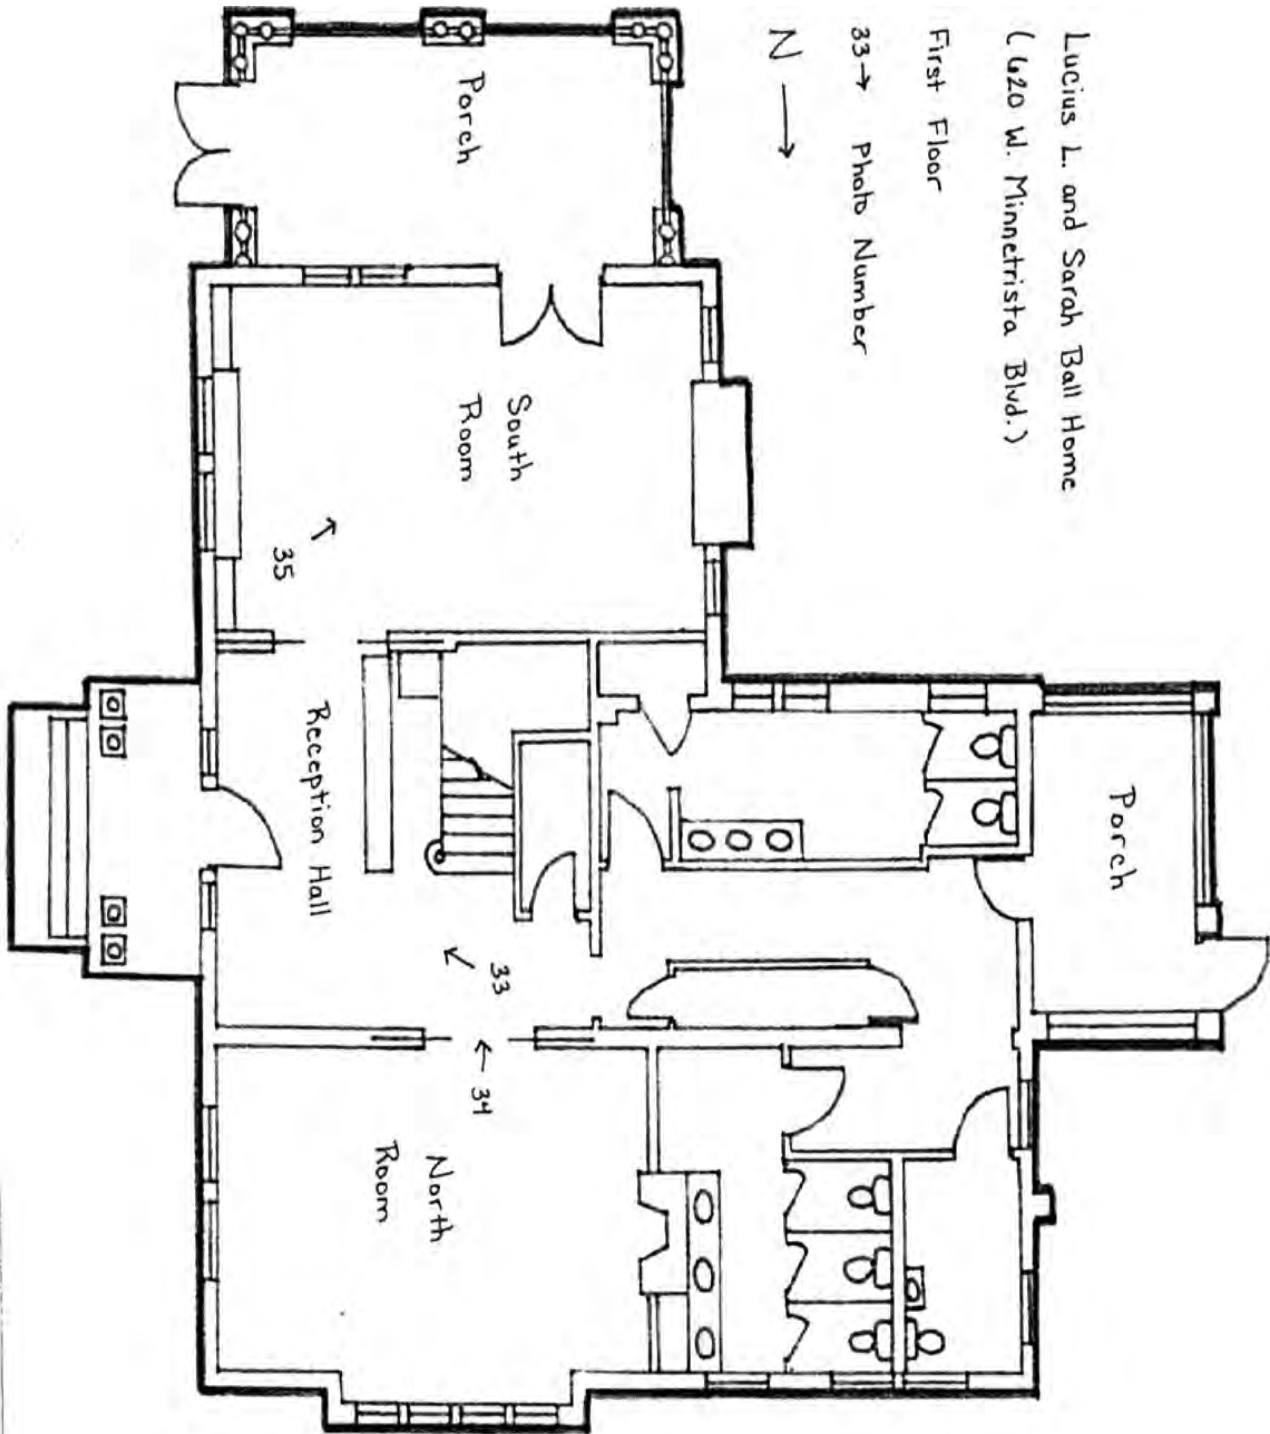 Lucius L. and Sarah Ball Home
(620 W. Minnetrista Blvd.)
First Floor
33→ Photo Number
N →
Porch
South
Room
35
Reception Hall
Porch
33
34
North
Room